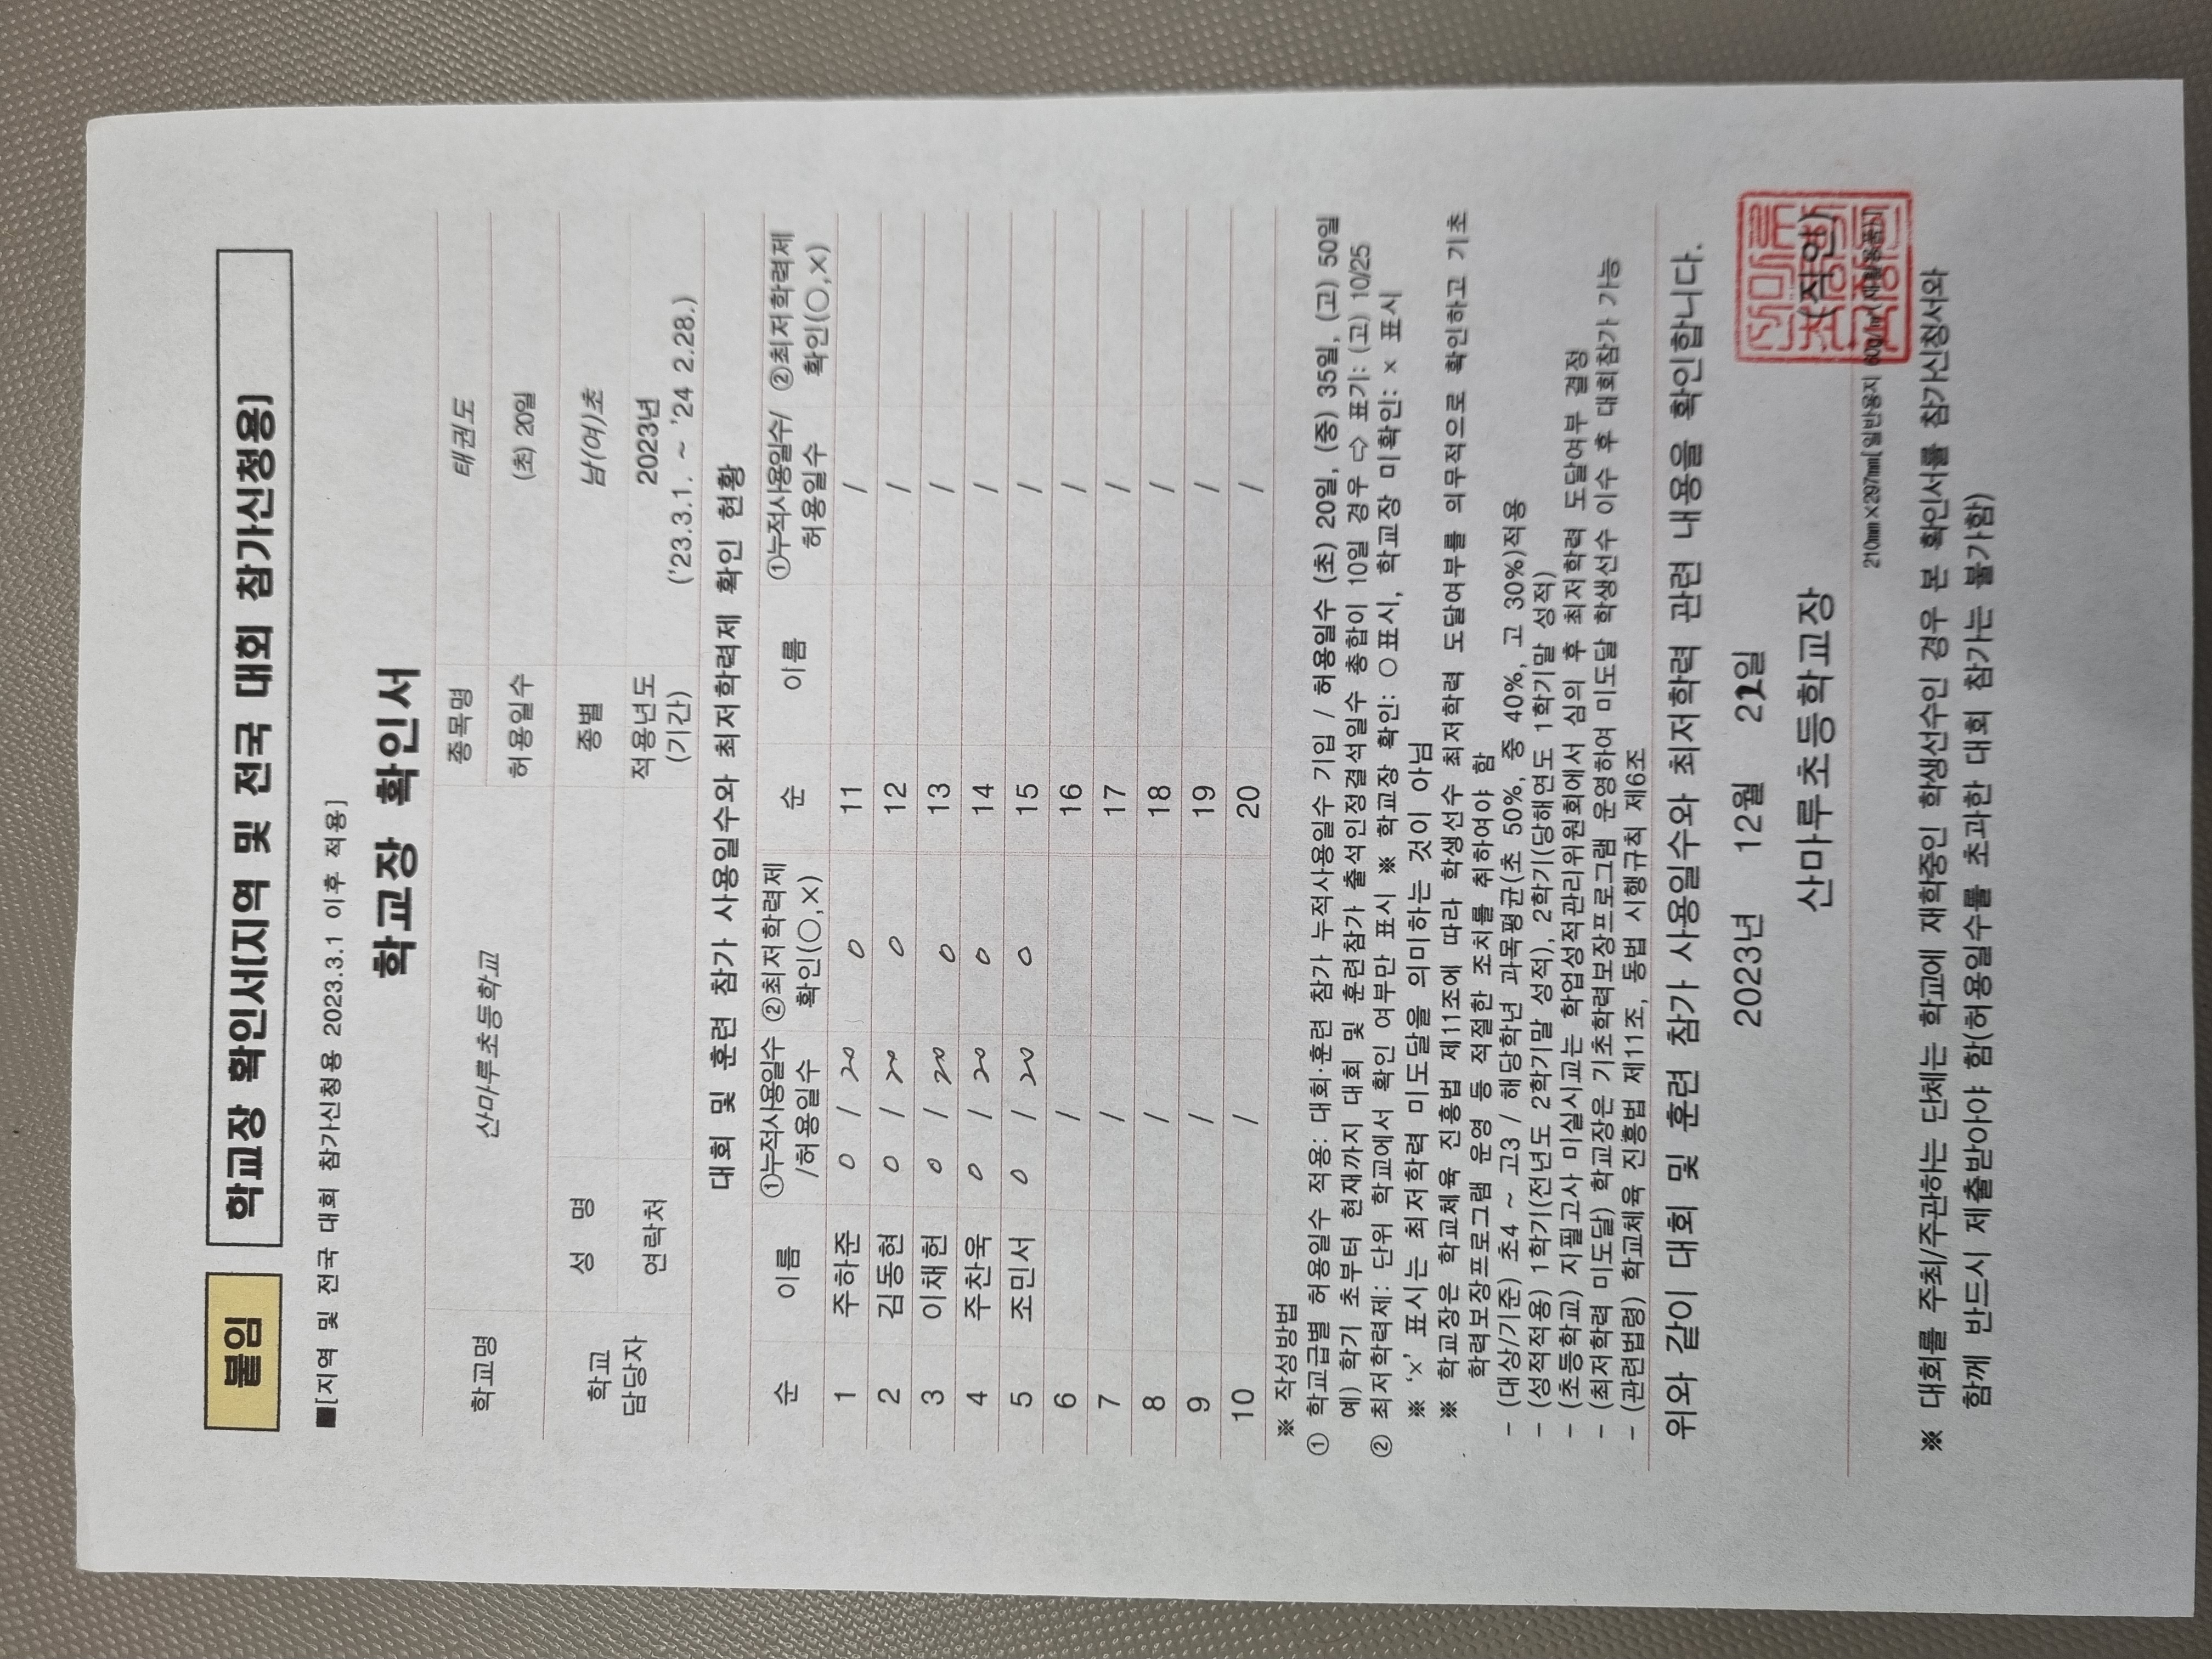 붙임 학교장 확인서[지역 및 전국 대회 참가신청용]
■[지역 및 전국 대회 참가신청용 2023.3.1 이후 적용]
학교장 확인서
학교명 산마루초등학교 종목명 태권도
허용일수 (초) 20일
학교 담당자 성 명 종별 남(여)초
연락처 적용년도 (기간) 2023년 ('23.3.1. ~ '24 2.28.)
대회 및 훈련 참가 사용일수와 최저학력제 확인 현황
순 이름 ①누적사용일수 /허용일수 ②최저학력제 확인(○,×) 순 이름 ①누적사용일수/ 허용일수 ②최저학력제 확인(○,×)
1 주하준 0 / 20 0 11 /
2 김동현 0 / 20 0 12 /
3 이채헌 0 / 20 0 13 /
4 주찬욱 0 / 20 0 14 /
5 조민서 0 / 20 0 15 /
6 / 16 /
7 / 17 /
8 / 18 /
9 / 19 /
10 / 20 /
※ 작성방법
① 학교급별 허용일수 적용: 대회·훈련 참가 누적사용일수 기입 / 허용일수 (초) 20일, (중) 35일, (고) 50일
예) 학기 초부터 현재까지 대회 및 훈련참가 출석인정결석일수 총합이 10일 경우 ⇨ 표기: (고) 10/25
② 최저학력제: 단위 학교에서 확인 여부만 표시 ※ 학교장 확인: ○표시, 학교장 미확인: × 표시
※ '×' 표시는 최저학력 미도달을 의미하는 것이 아님
※ 학교장은 학교체육 진흥법 제11조에 따라 학생선수 최저학력 도달여부를 의무적으로 확인하고 기초
학력보장프로그램 운영 등 적절한 조치를 취하여야 함
- (대상/기준) 초4 ~ 고3 / 해당학년 과목평균(초 50%, 중 40%, 고 30%)적용
- (성적적용) 1학기(전년도 2학기말 성적), 2학기(당해연도 1학기말 성적)
- (초등학교) 지필고사 미실시교는 학업성적관리위원회에서 심의 후 최저학력 도달여부 결정
- (최저학력 미도달) 학교장은 기초학력보장프로그램 운영하여 미도달 학생선수 이수 후 대회참가 가능
- (관련법령) 학교체육 진흥법 제11조, 동법 시행규칙 제6조
위와 같이 대회 및 훈련 참가 사용일수와 최저학력 관련 내용을 확인합니다.
2023년 12월 일
산마루초등학교장 (직인)
210㎜×297㎜[일반용지 60g/㎡(재활용품)]
※ 대회를 주최/주관하는 단체는 학교에 재학중인 학생선수인 경우 본 확인서를 참가신청서와
함께 반드시 제출받아야 함(허용일수를 초과한 대회 참가는 불가함)